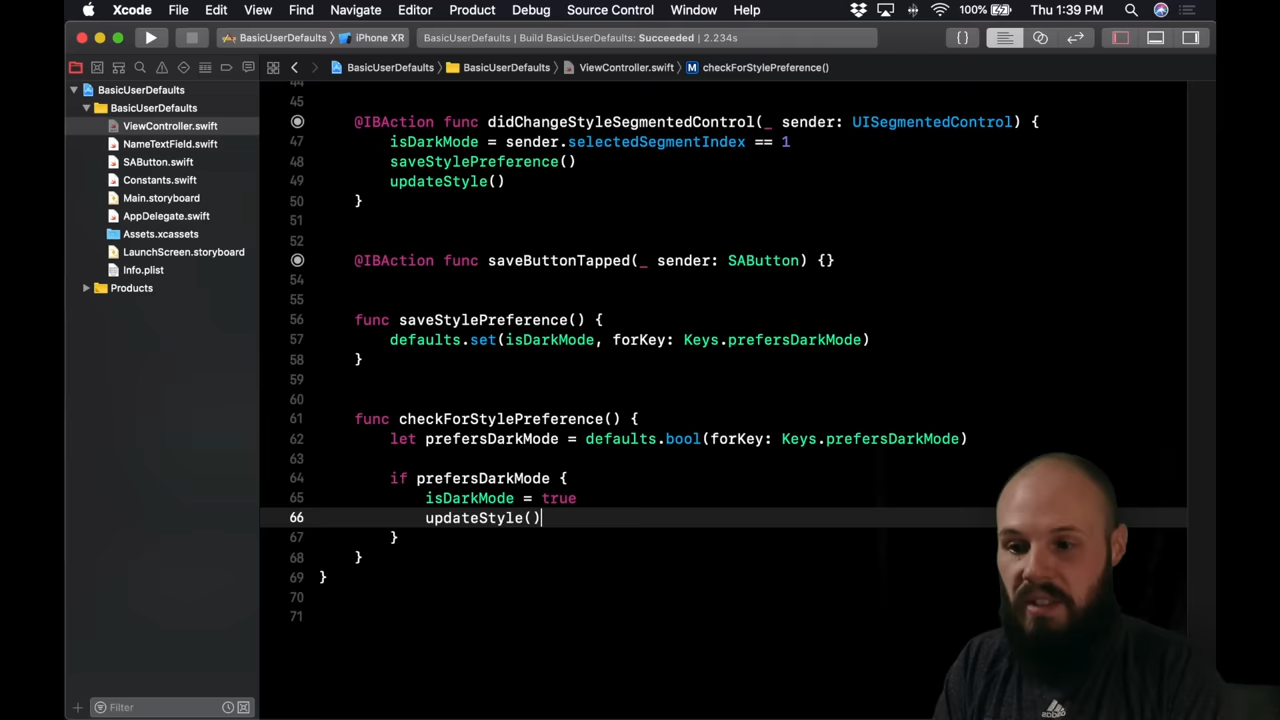 Xcode File Edit View Find Navigate Editor Product Debug Source Control Window Help 100% Thu 1:39 PM
BasicUserDefaults iPhone XR BasicUserDefaults | Build BasicUserDefaults: Succeeded | 2.234s
BasicUserDefaults BasicUserDefaults ViewController.swift M checkForStylePreference()
BasicUserDefaults
BasicUserDefaults
ViewController.swift
NameTextField.swift
SAButton.swift
Constants.swift
Main.storyboard
AppDelegate.swift
Assets.xcassets
LaunchScreen.storyboard
Info.plist
Products
Filter
44
45
@IBAction func didChangeStyleSegmentedControl(_ sender: UISegmentedControl) {
47 isDarkMode = sender.selectedSegmentIndex == 1
48 saveStylePreference()
49 updateStyle()
50 }
51
52
@IBAction func saveButtonTapped(_ sender: SAButton) {}
54
55
56 func saveStylePreference() {
57 defaults.set(isDarkMode, forKey: Keys.prefersDarkMode)
58 }
59
60
61 func checkForStylePreference() {
62 let prefersDarkMode = defaults.bool(forKey: Keys.prefersDarkMode)
63
64 if prefersDarkMode {
65 isDarkMode = true
66 updateStyle()
67 }
68 }
69 }
70
71
adidas